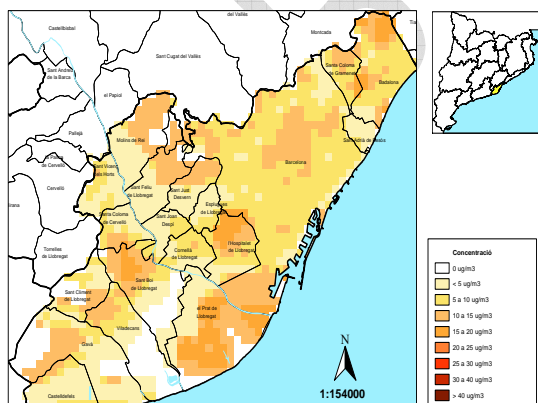 del Vallès
Castellbisbal
Montcada
Sant Cugat del Vallès
Sant Andreu
de la Barca
Santa Coloma
de Gramenet
Badalona
el Papiol
Pallejà
Molins de Rei
Sant Adrià de Besòs
Barcelona
Cervelló
Sant Feliu
de Llobregat
Sant Just
Desvern
Esplugues
de Llobregat
Santa Coloma
de Cervelló
Sant Joan
Despí
l'Hospitalet
de Llobregat
Cornellà
de Llobregat
Torrelles
de Llobregat
Sant Climent
de Llobregat
Sant Boi
de Llobregat
el Prat de
Llobregat
Viladecans
Gavà
Castelldefels
N
1:154000
Concentració
0 ug/m3
< 5 ug/m3
5 a 10 ug/m3
10 a 15 ug/m3
15 a 20 ug/m3
20 a 25 ug/m3
25 a 30 ug/m3
30 a 40 ug/m3
> 40 ug/m3